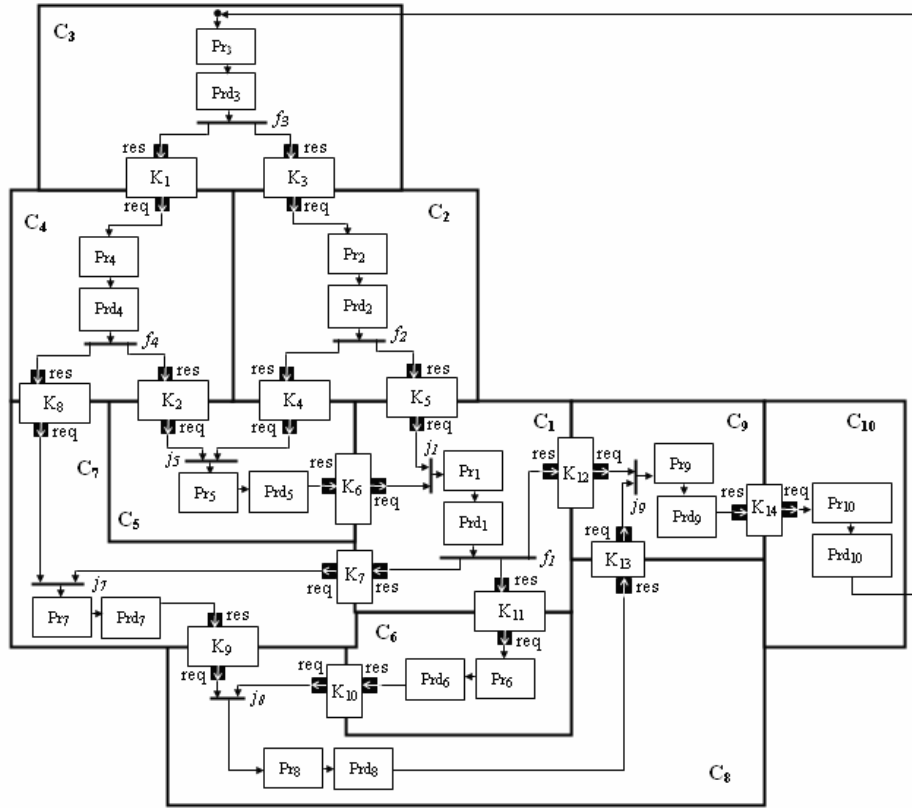 C3
Pr3
Prd3
f3
res
res
K1
K3
req
req
C4
C2
Pr4
Pr2
Prd4
Prd2
f4
f2
res
res
res
res
K8
K2
K4
K5
req
req
req
req
C1
C9
C10
j1
C7
j5
res
res
K6
Pr1
K12
req
Pr9
req
Pr5
Prd5
req
Prd1
j9
Prd9
res
K14
Pr10
C5
req
f1
K13
Prd10
j7
K7
req
res
res
res
Pr7
Prd7
res
K11
K9
C6
req
req
req
res
j8
K10
Prd6
Pr6
Pr8
Prd8
C8